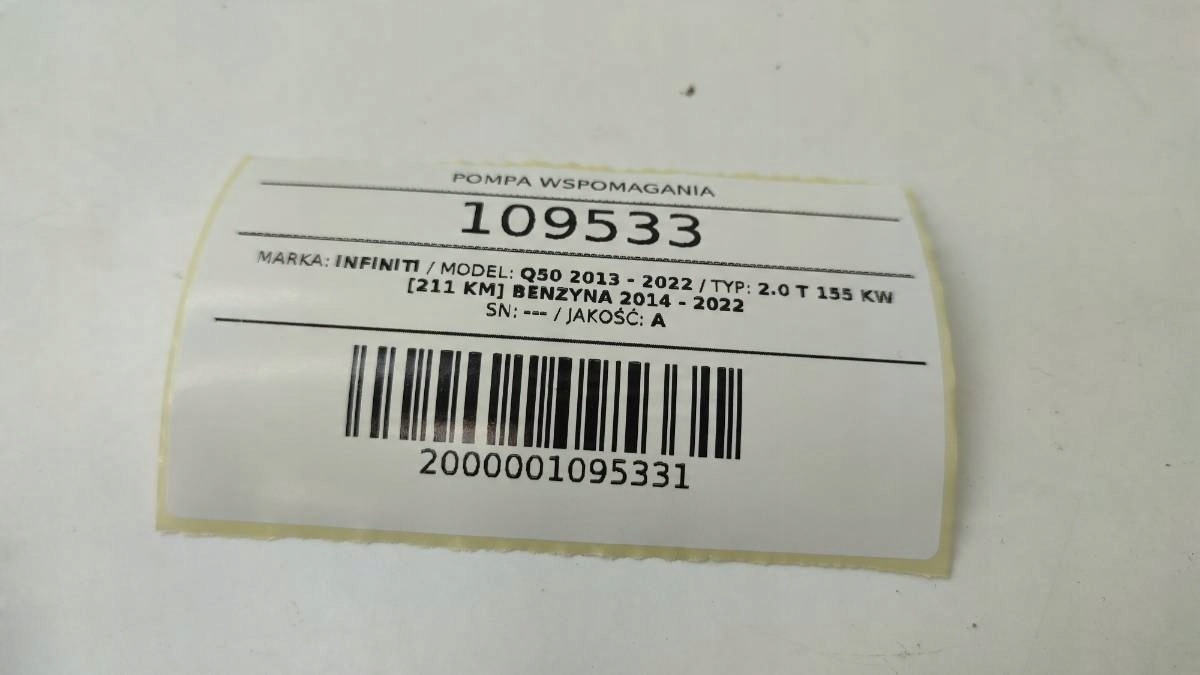 POMPA WSPOMAGANIA
109533
MARKA: INFINITI / MODEL: Q50 2013 - 2022 / TYP: 2.0 T 155 KW
[211 KM] BENZYNA 2014 - 2022
SN: --- / JAKOŚĆ: A
2000001095331